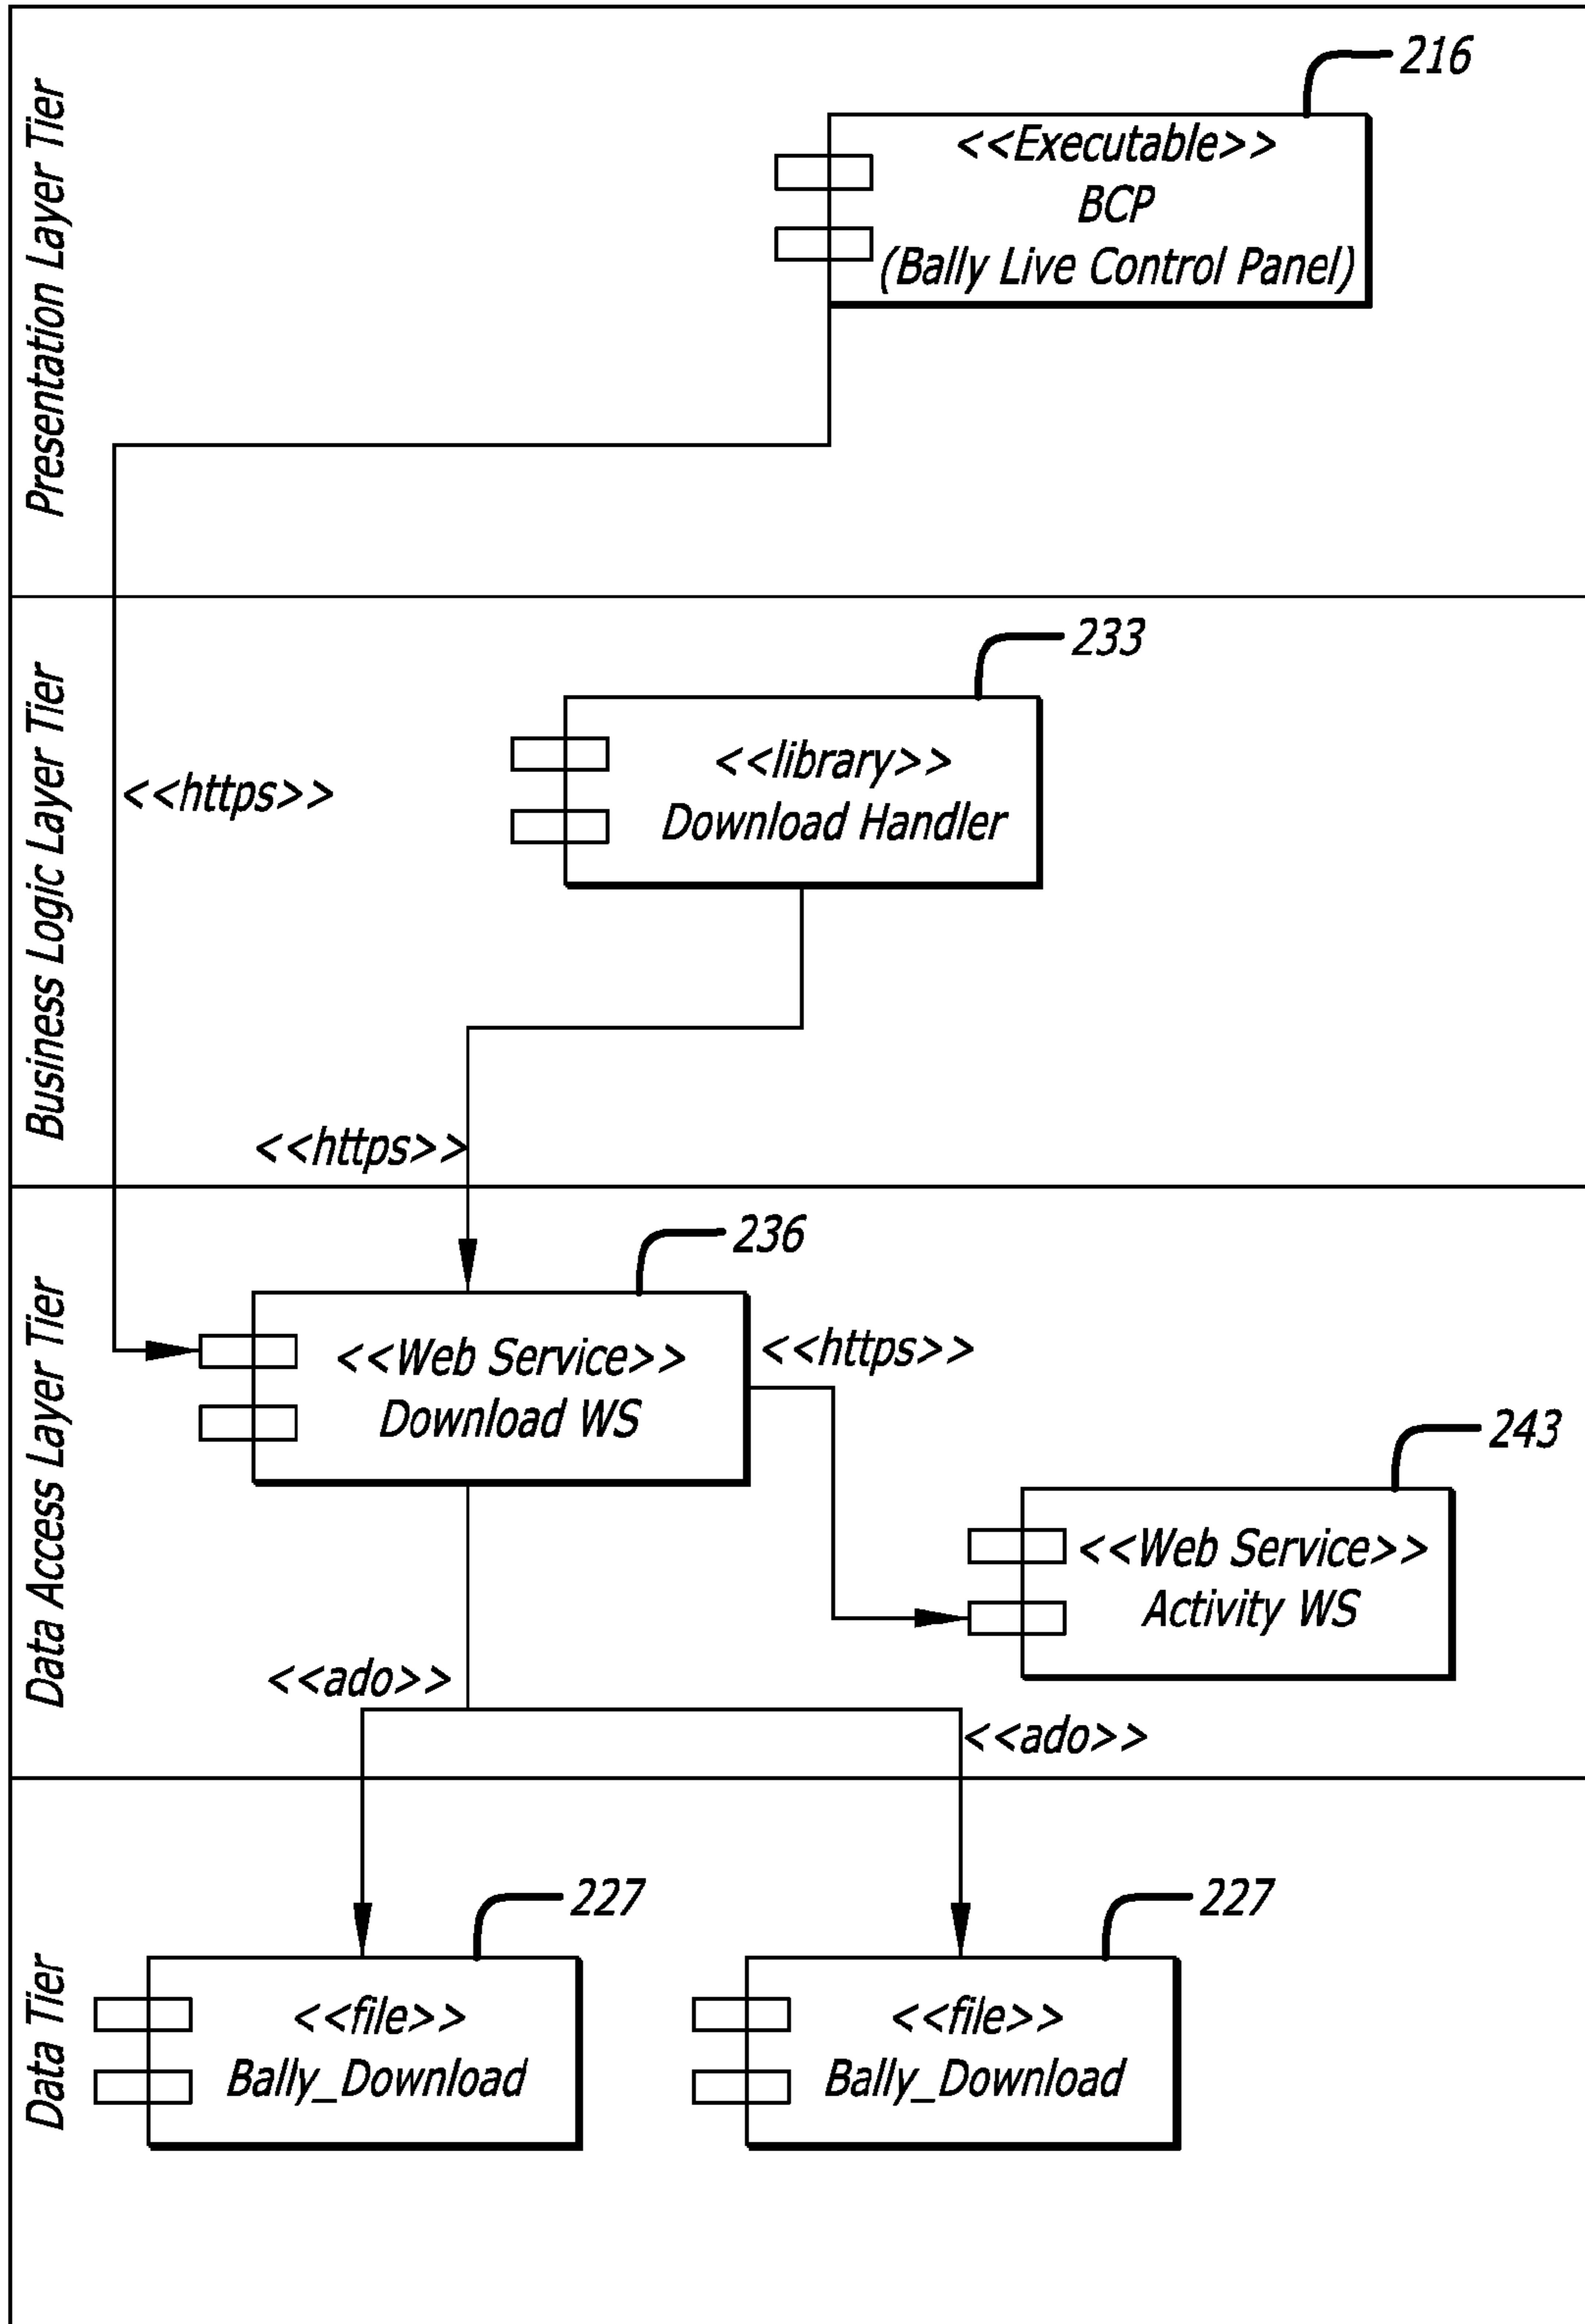 Presentation Layer Tier
216
<<Executable>>
BCP
(Bally Live Control Panel)
Business Logic Layer Tier
233
<<library>>
Download Handler
<<https>>
<<https>>
Data Access Layer Tier
236
<<Web Service>>
Download WS
<<https>>
243
<<Web Service>>
Activity WS
<<ado>>
<<ado>>
Data Tier
227
<<file>>
Bally_Download
227
<<file>>
Bally_Download